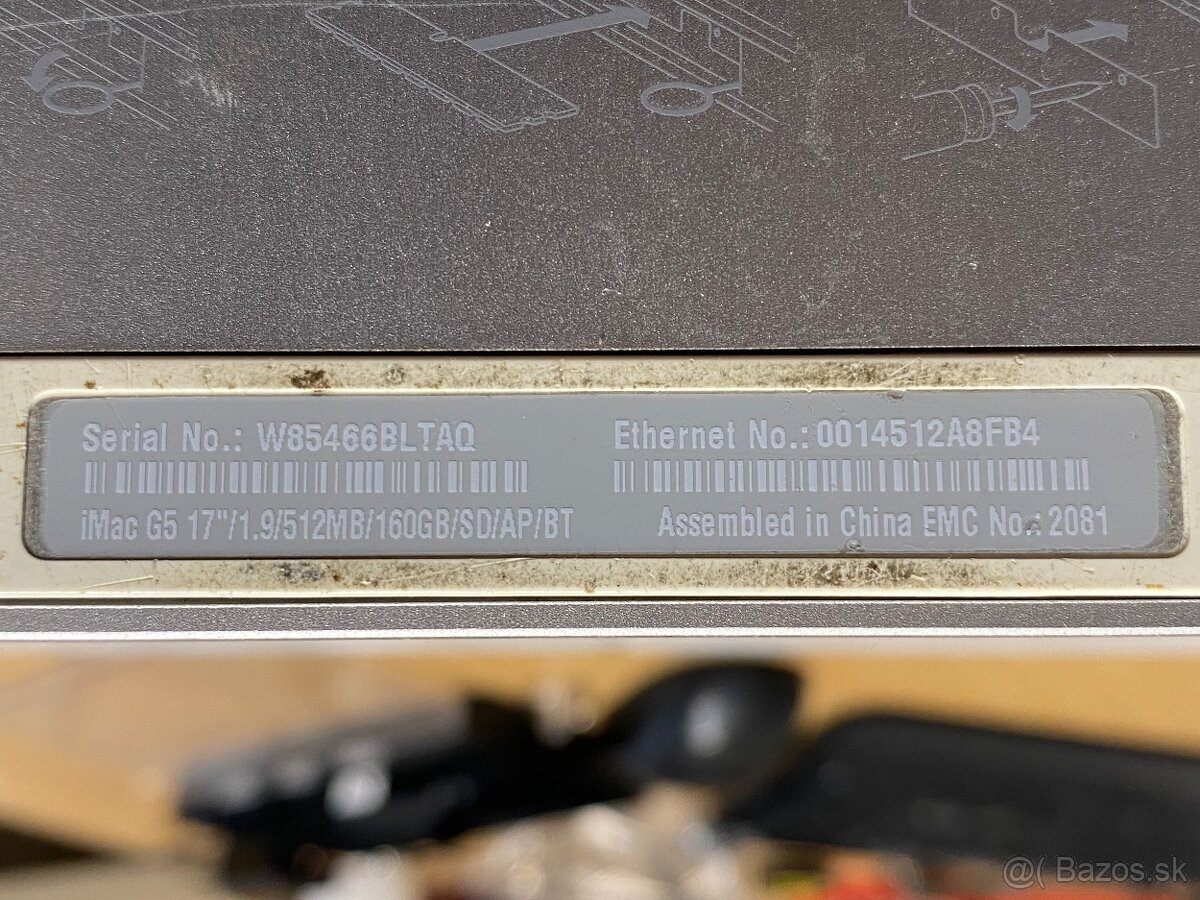 Serial No.: W85466BLTAQ
Ethernet No.: 0014512A8FB4
iMac G5 17"/1.9/512MB/160GB/SD/AP/BT
Assembled in China EMC No.: 2081
@( Bazos.sk